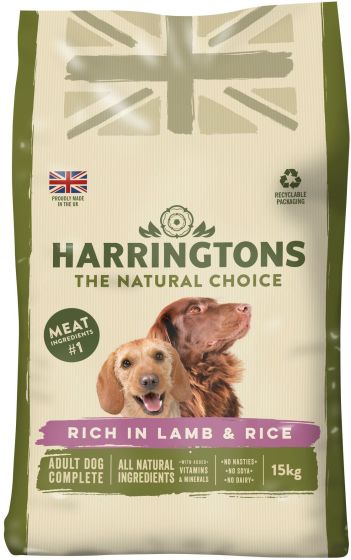 PROUDLY MADE
IN THE UK
RECYCLABLE
PACKAGING
HARRINGTONS
THE NATURAL CHOICE
MEAT
INGREDIENTS
#1
RICH IN LAMB & RICE
ADULT DOG
COMPLETE
ALL NATURAL
INGREDIENTS
-WITH ADDED-
VITAMINS
& MINERALS
•NO NASTIES•
•NO SOYA•
•NO DAIRY•
15kg